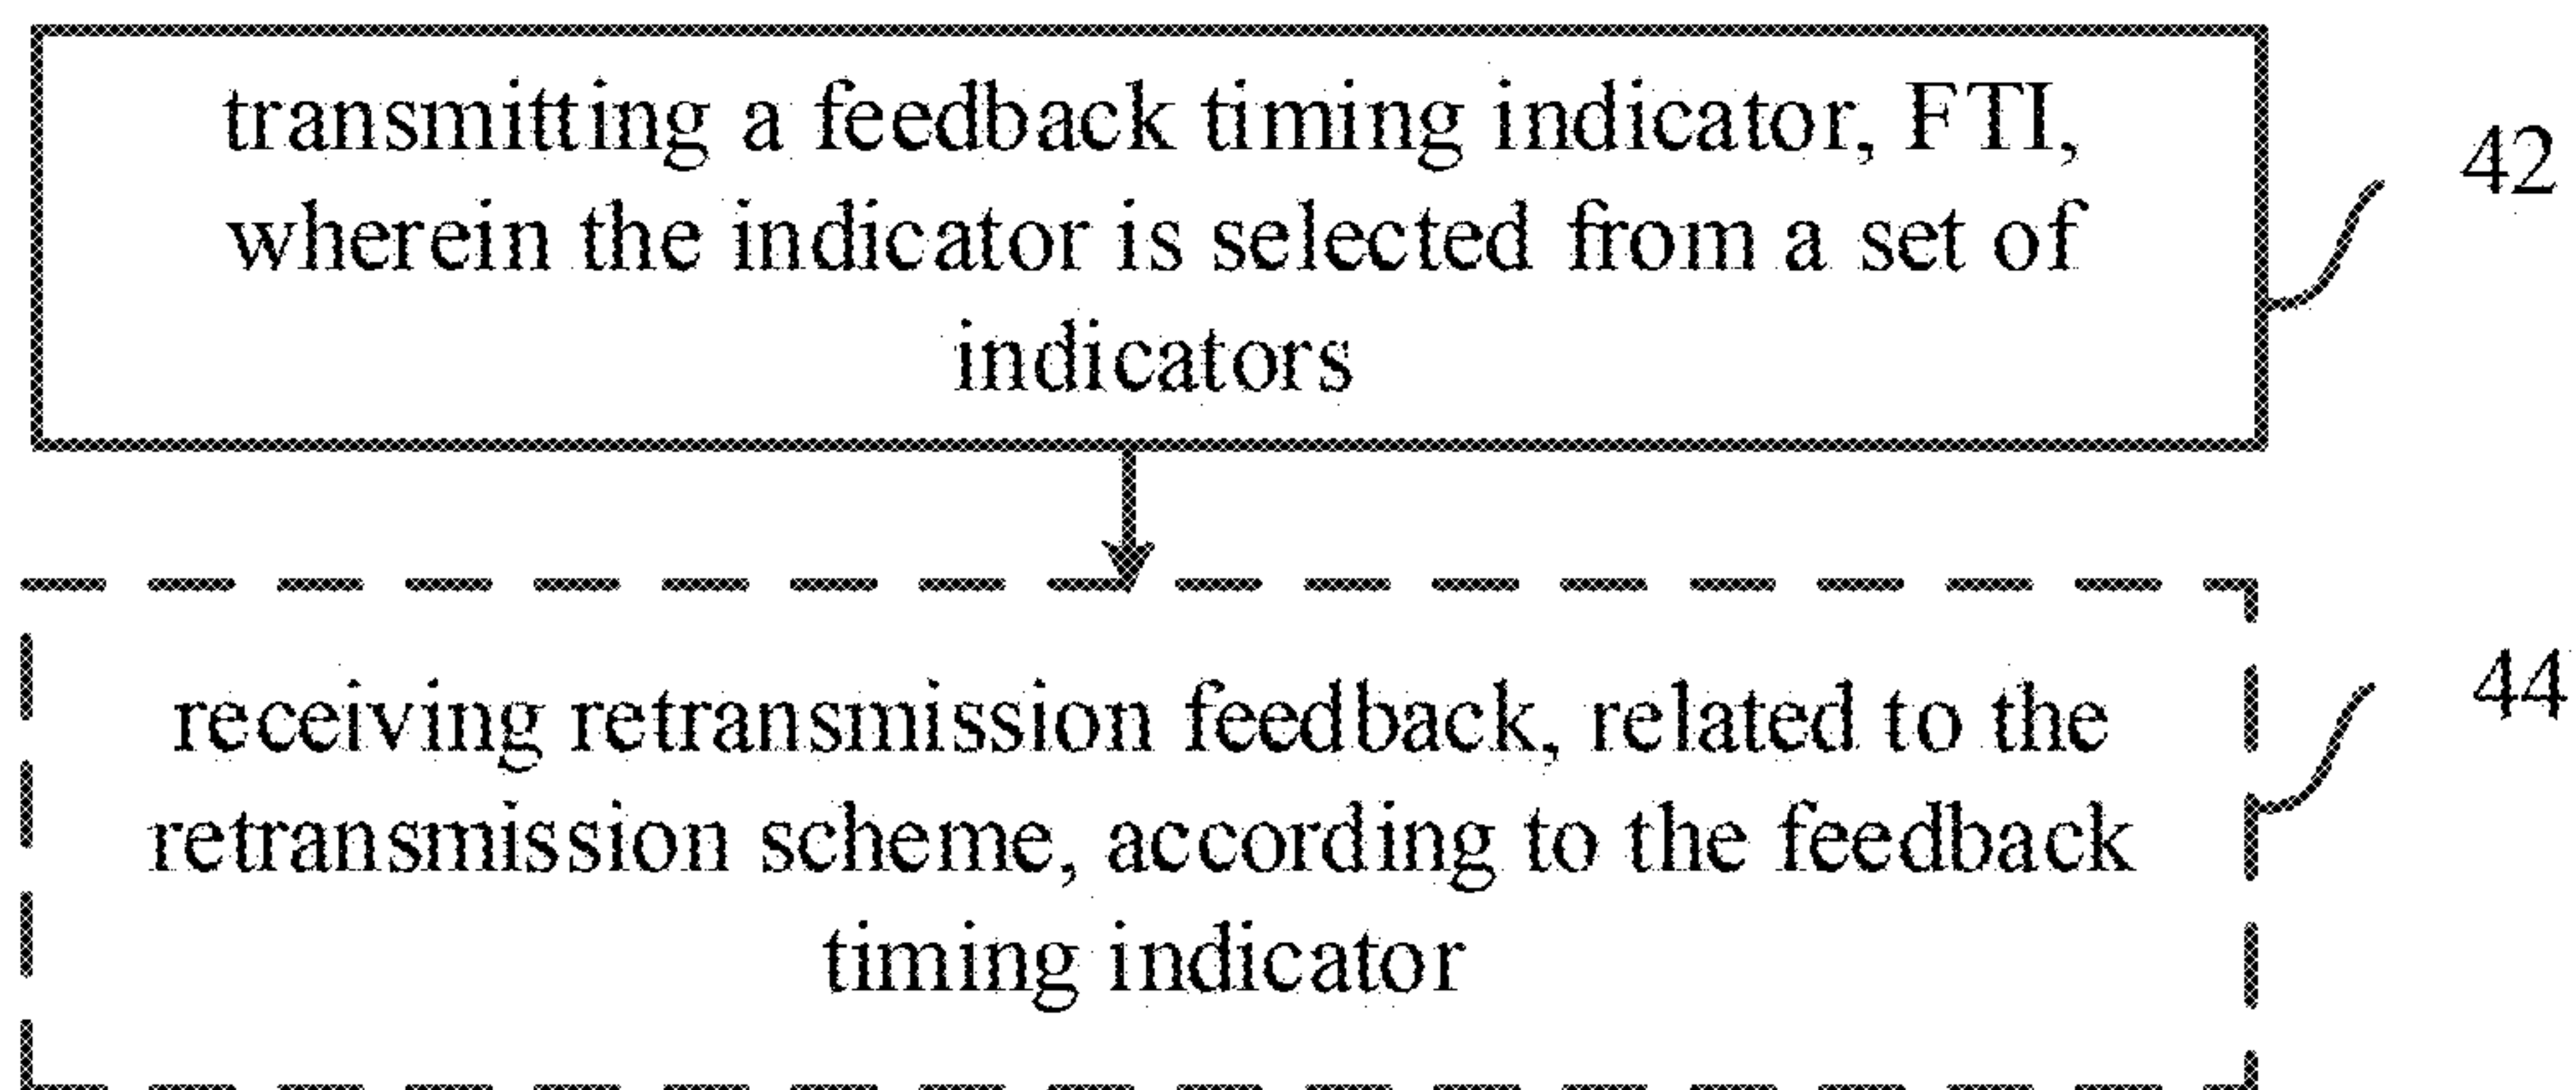 transmitting a feedback timing indicator, FTI,
wherein the indicator is selected from a set of
indicators
42
receiving retransmission feedback, related to the
retransmission scheme, according to the feedback
timing indicator
44